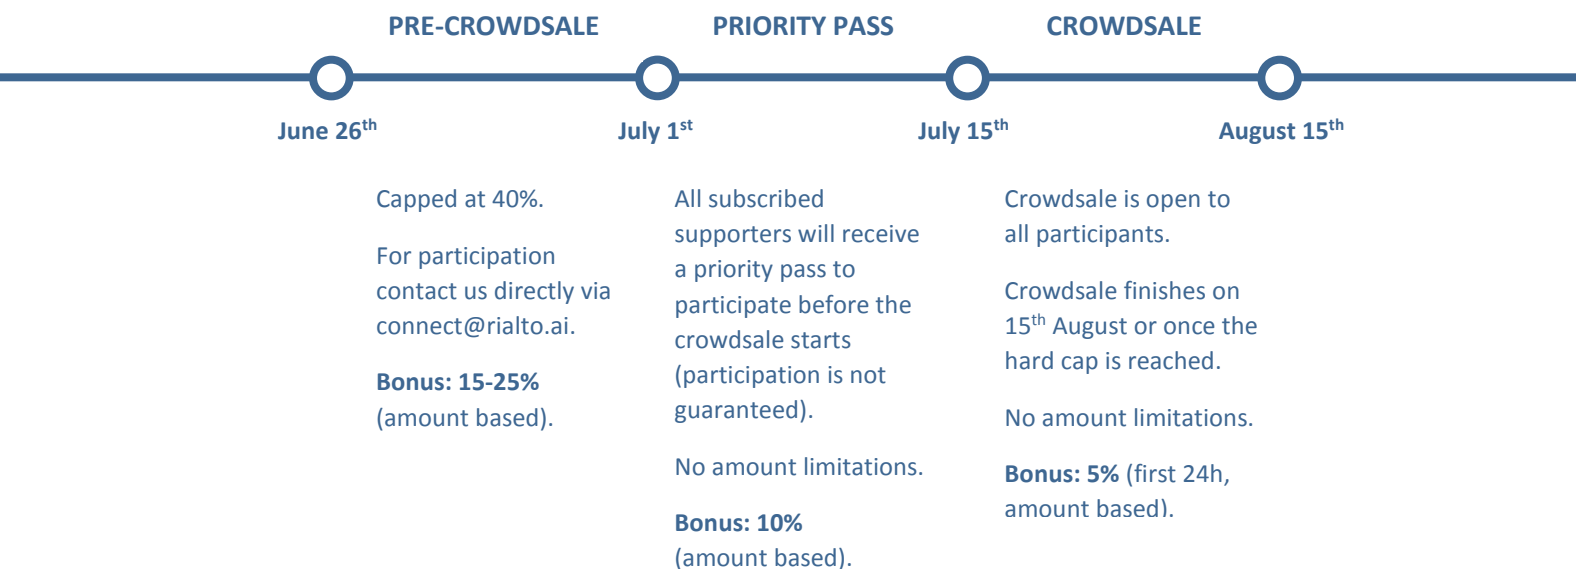 PRE-CROWDSALE
PRIORITY PASS
CROWDSALE
June 26th
July 1st
July 15th
August 15th
Capped at 40%.
For participation
contact us directly via
connect@rialto.ai.
Bonus: 15-25%
(amount based).
All subscribed
supporters will receive
a priority pass to
participate before the
crowdsale starts
(participation is not
guaranteed).
No amount limitations.
Bonus: 10%
(amount based).
Crowdsale is open to
all participants.
Crowdsale finishes on
15th August or once the
hard cap is reached.
No amount limitations.
Bonus: 5% (first 24h,
amount based).